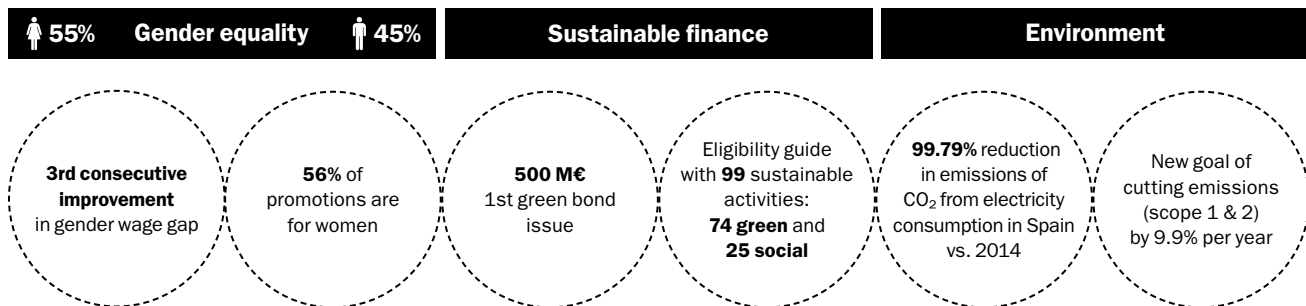 55% Gender equality 45%
Sustainable finance
Environment
3rd consecutive
improvement
in gender wage gap
56% of
promotions are
for women
500 M€
1st green bond
issue
Eligibility guide
with 99 sustainable
activities:
74 green and
25 social
99.79% reduction
in emissions of
CO₂ from electricity
consumption in Spain
vs. 2014
New goal of
cutting emissions
(scope 1 & 2)
by 9.9% per year